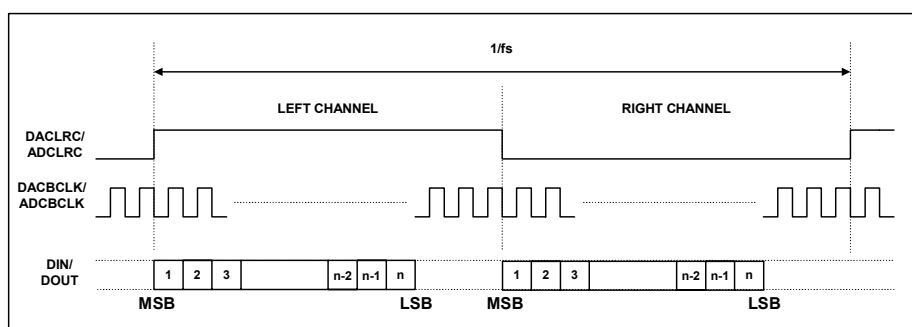 1/fs
LEFT CHANNEL
RIGHT CHANNEL
DACLRC/
ADCLRC
DACBCLK/
ADCBCLK
DIN/
DOUT
1 2 3 n-2 n-1 n 1 2 3 n-2 n-1 n
MSB LSB MSB LSB